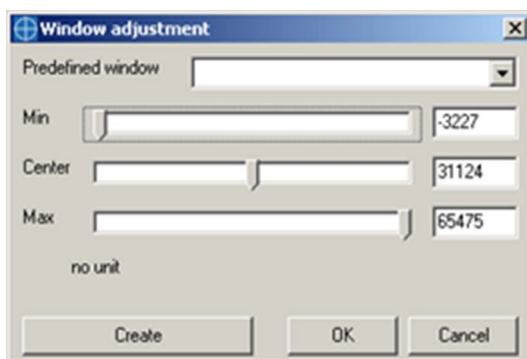 Window adjustment
Predefined window
Min -3227
Center 31124
Max 65475
no unit
Create OK Cancel